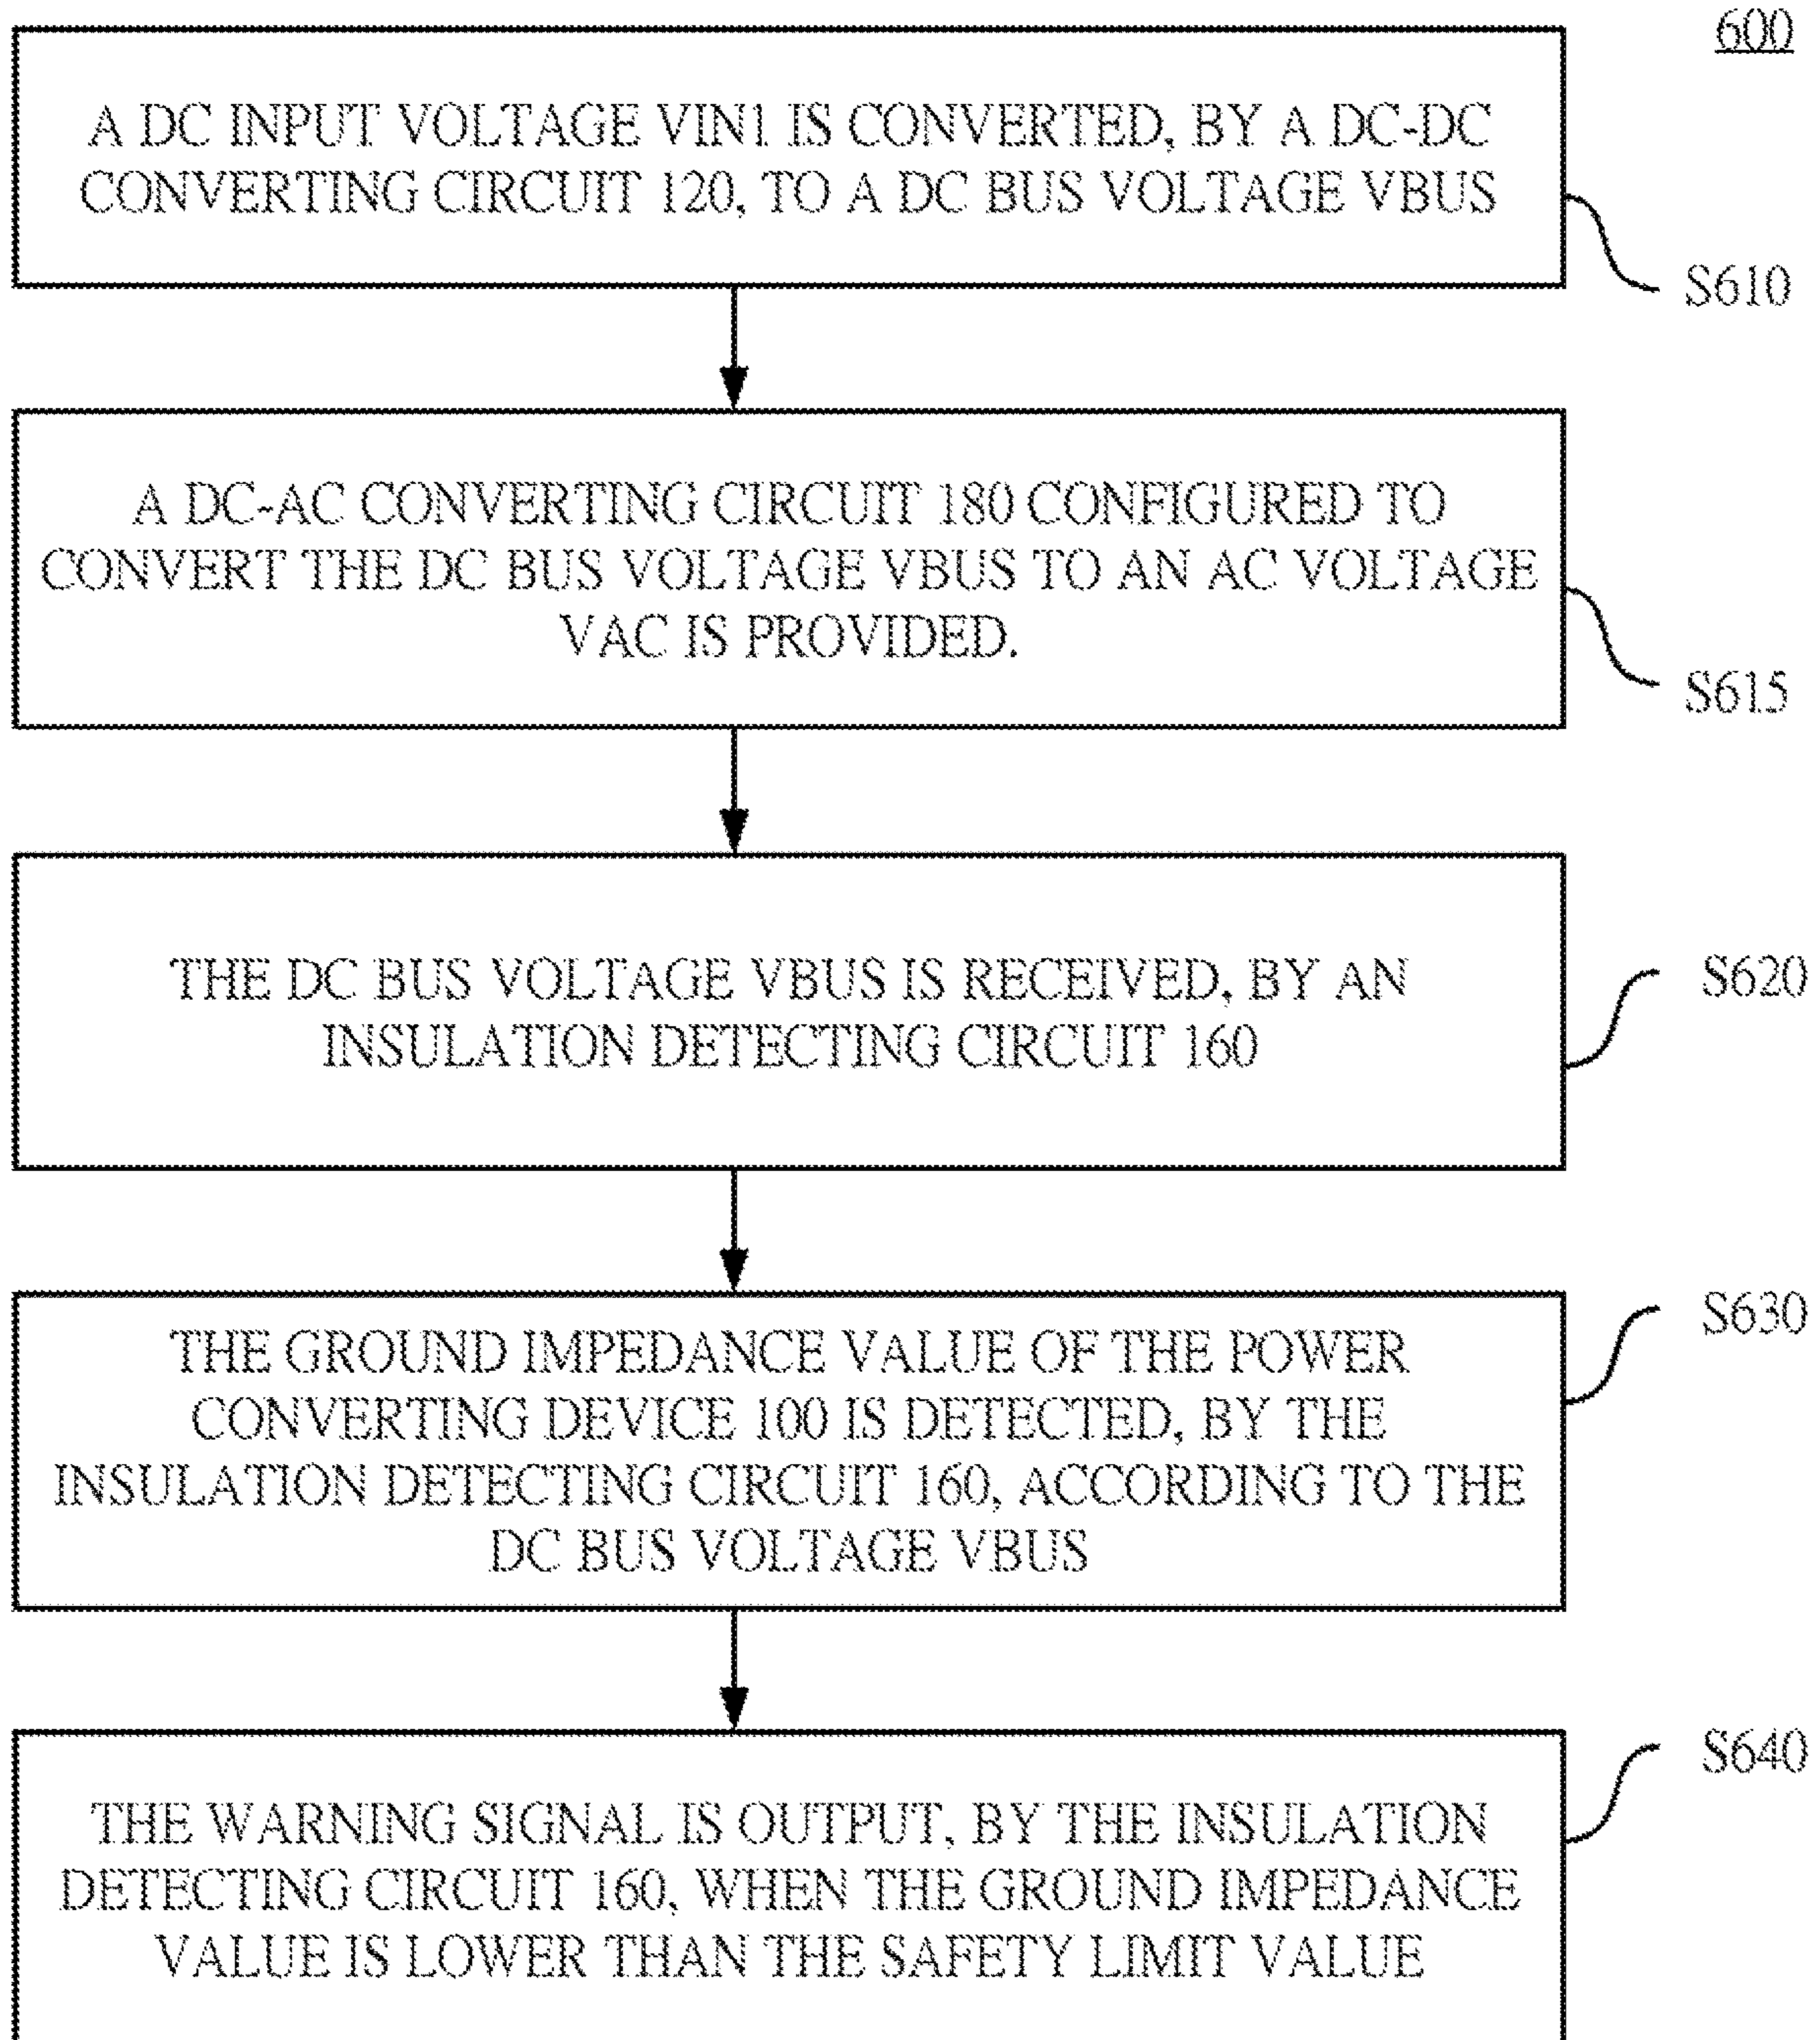 600
A DC INPUT VOLTAGE VIN1 IS CONVERTED, BY A DC-DC
CONVERTING CIRCUIT 120, TO A DC BUS VOLTAGE VBUS
S610
A DC-AC CONVERTING CIRCUIT 180 CONFIGURED TO
CONVERT THE DC BUS VOLTAGE VBUS TO AN AC VOLTAGE
VAC IS PROVIDED.
S615
THE DC BUS VOLTAGE VBUS IS RECEIVED, BY AN
INSULATION DETECTING CIRCUIT 160
S620
THE GROUND IMPEDANCE VALUE OF THE POWER
CONVERTING DEVICE 100 IS DETECTED, BY THE
INSULATION DETECTING CIRCUIT 160, ACCORDING TO THE
DC BUS VOLTAGE VBUS
S630
THE WARNING SIGNAL IS OUTPUT, BY THE INSULATION
DETECTING CIRCUIT 160, WHEN THE GROUND IMPEDANCE
VALUE IS LOWER THAN THE SAFETY LIMIT VALUE
S640